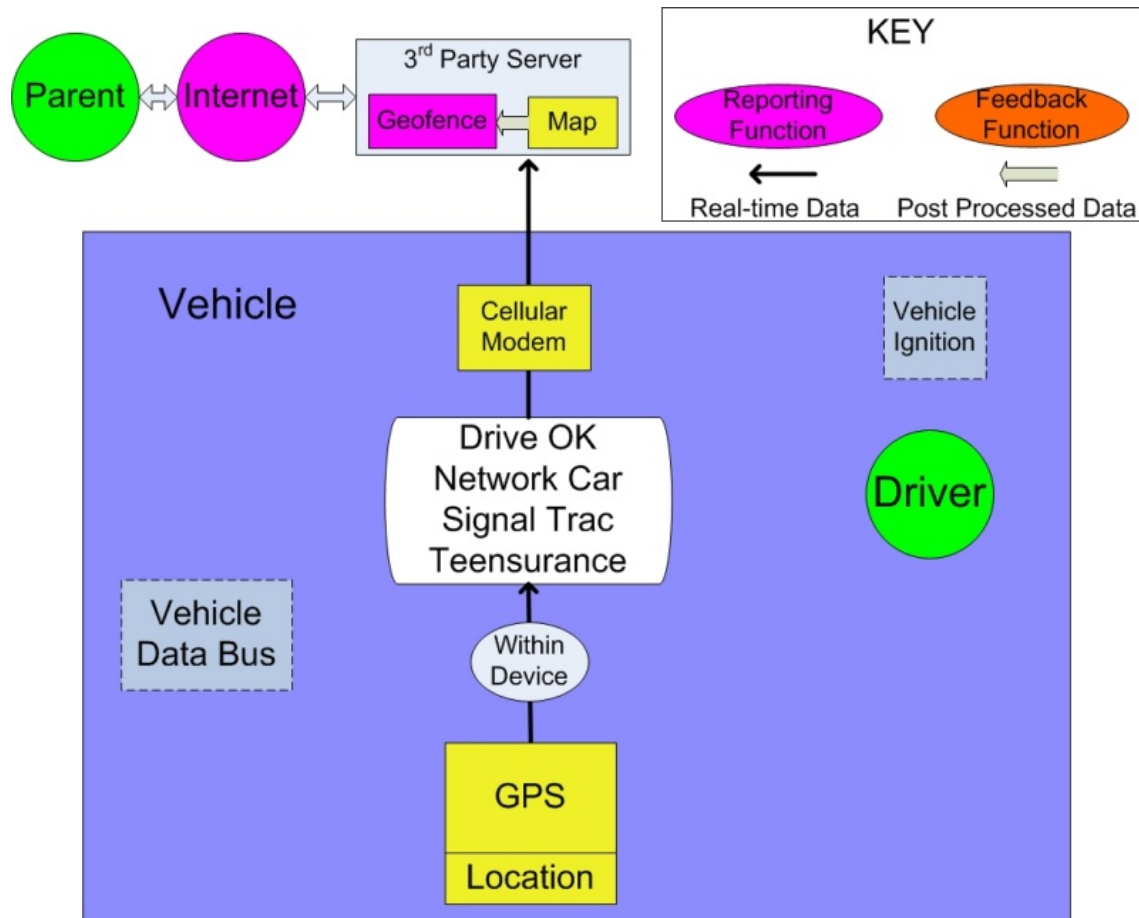 Parent
Internet
3rd Party Server
Geofence
Map
KEY
Reporting
Function
Feedback
Function
Real-time Data
Post Processed Data
Vehicle
Cellular
Modem
Vehicle
Ignition
Drive OK
Network Car
Signal Trac
Teensurance
Driver
Vehicle
Data Bus
Within
Device
GPS
Location